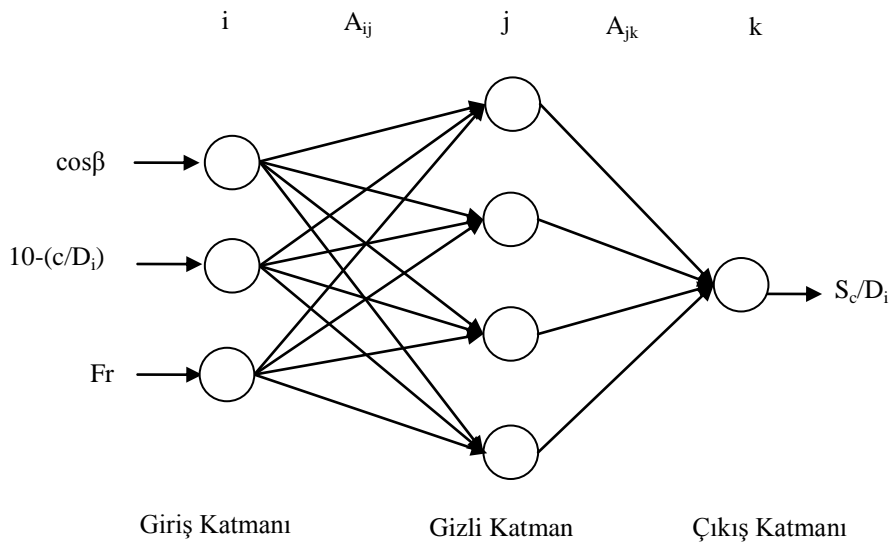 i A_ij j A_jk k
cosβ
10-(c/D_i)
S_c/D_i
Fr
Giriş Katmanı Gizli Katman Çıkış Katmanı